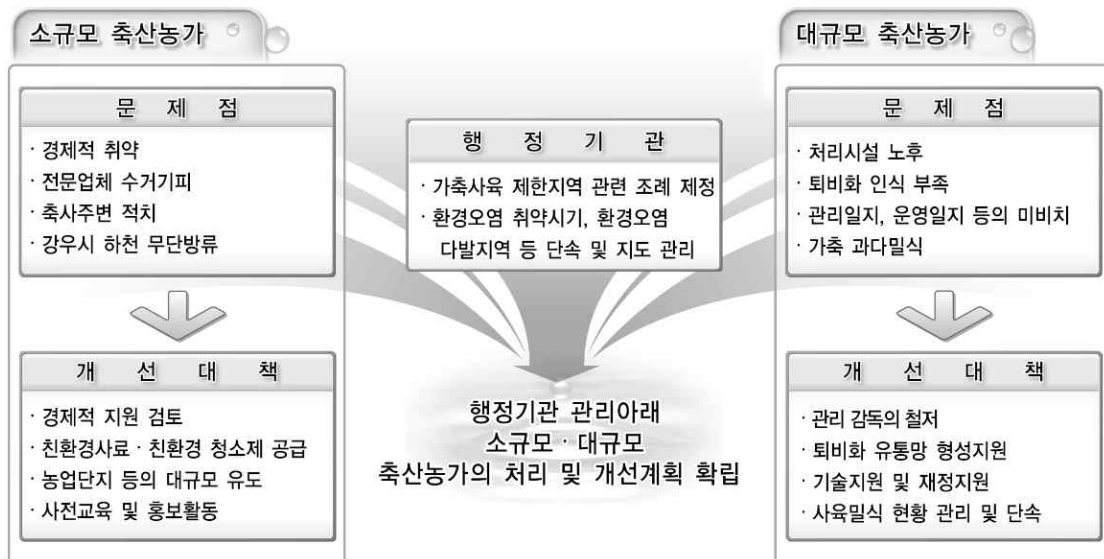 소규모 축산농가
문 제 점
· 경제적 취약
· 전문업체 수거기피
· 축사주변 적치
· 강우시 하천 무단방류
개 선 대 책
· 경제적 지원 검토
· 친환경사료 · 친환경 청소제 공급
· 농업단지 등의 대규모 유도
· 사전교육 및 홍보활동
행 정 기 관
· 가축사육 제한지역 관련 조례 제정
· 환경오염 취약시기, 환경오염
다발지역 등 단속 및 지도 관리
행정기관 관리아래
소규모 · 대규모
축산농가의 처리 및 개선계획 확립
대규모 축산농가
문 제 점
· 처리시설 노후
· 퇴비화 인식 부족
· 관리일지, 운영일지 등의 미비치
· 가축 과다밀식
개 선 대 책
· 관리 감독의 철저
· 퇴비화 유통망 형성지원
· 기술지원 및 재정지원
· 사육밀식 현황 관리 및 단속